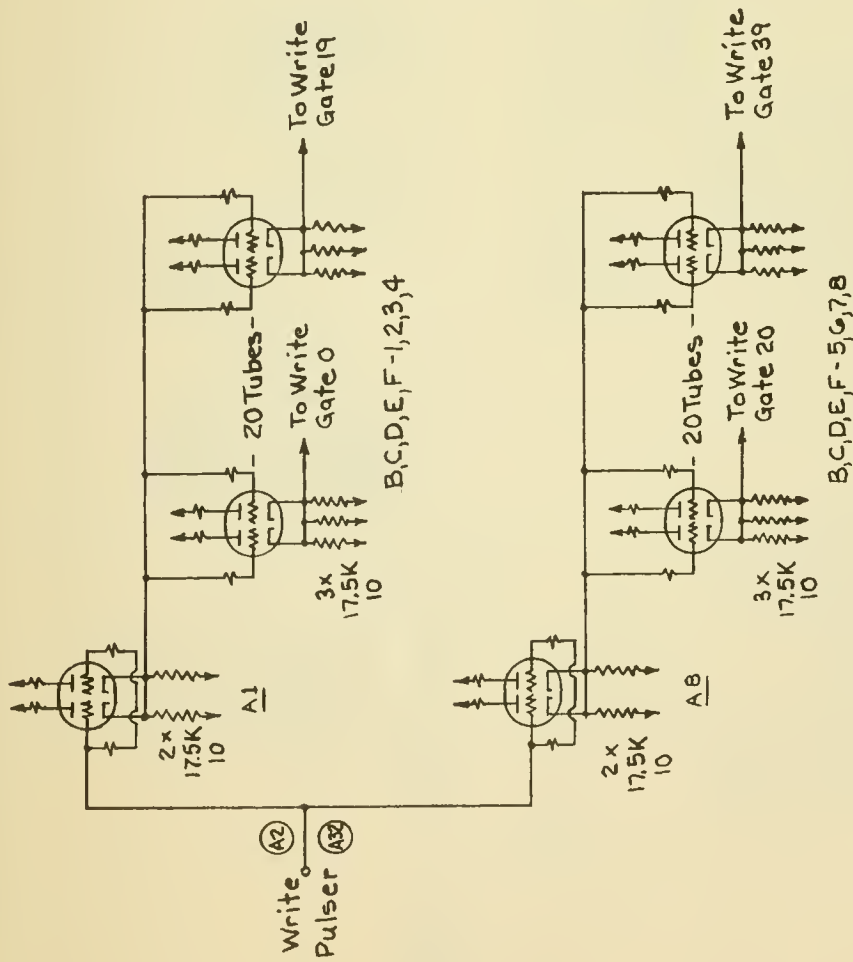 Write
Pulser
A2
A32
A1
2x
17.5K
10
3x
17.5K
10
- 20 Tubes -
To Write
Gate 0
To Write
Gate 19
B,C,D,E,F-1,2,3,4
A8
2x
17.5K
10
3x
17.5K
10
- 20 Tubes -
To Write
Gate 20
To Write
Gate 39
B,C,D,E,F-5,6,7,8